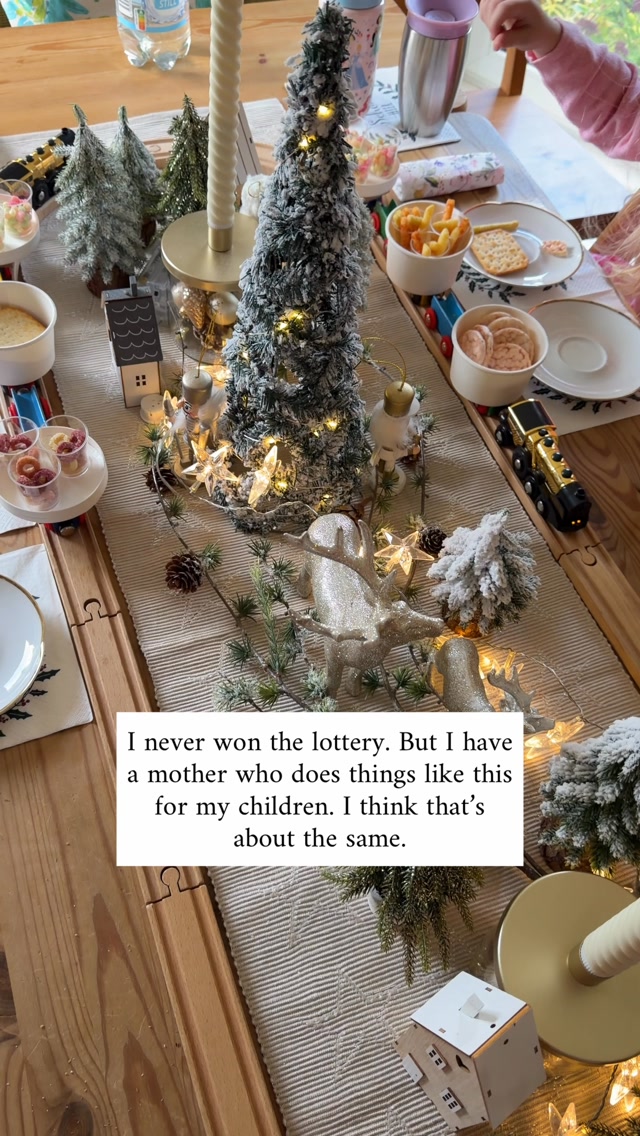 STILL
I never won the lottery. But I have
a mother who does things like this
for my children. I think that's
about the same.